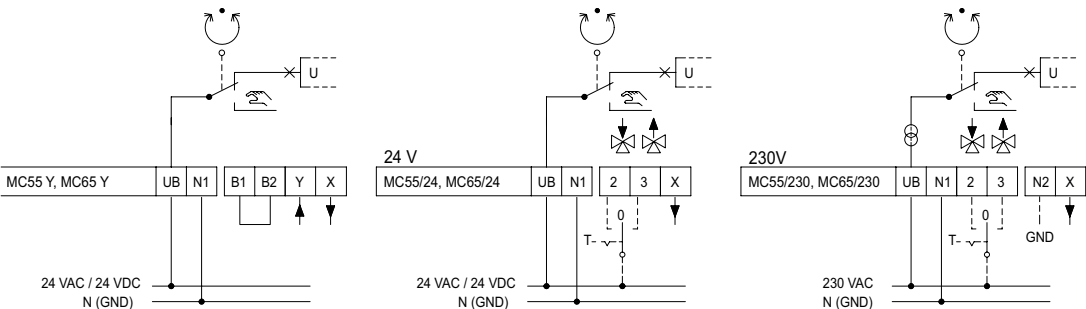 U
U
U
24 V
230V
MC55 Y, MC65 Y UB N1 B1 B2 Y X
MC55/24, MC65/24 UB N1 2 3 X
MC55/230, MC65/230 UB N1 2 3 N2 X
0
0
T
T
GND
24 VAC / 24 VDC
N (GND)
24 VAC / 24 VDC
N (GND)
230 VAC
N (GND)